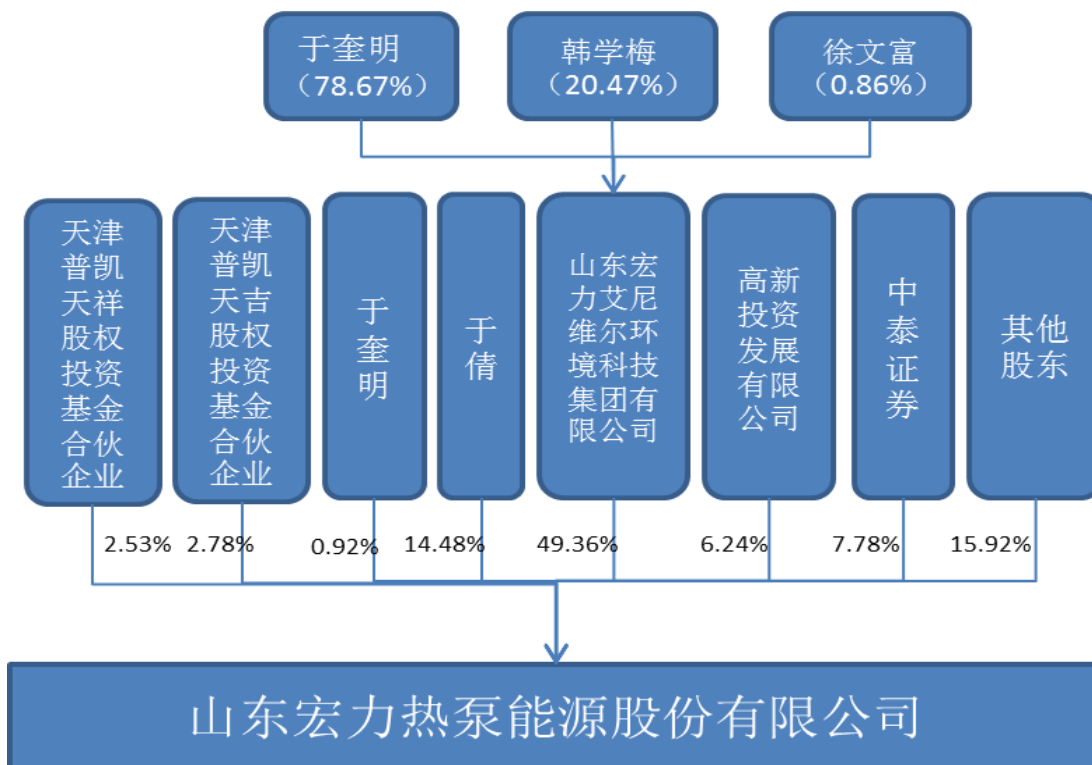 于奎明
（78.67%）
韩学梅
（20.47%）
徐文富
（0.86%）
天津
普凯
天祥
股权
投资
基金
合伙
企业
天津
普凯
天吉
股权
投资
基金
合伙
企业
于
奎
明
于
倩
山东宏
力艾尼
维尔环
境科技
集团有
限公司
高新
投资
发展
有限
公司
中
泰
证
券
其他
股东
2.53%
2.78%
0.92%
14.48%
49.36%
6.24%
7.78%
15.92%
山东宏力热泵能源股份有限公司